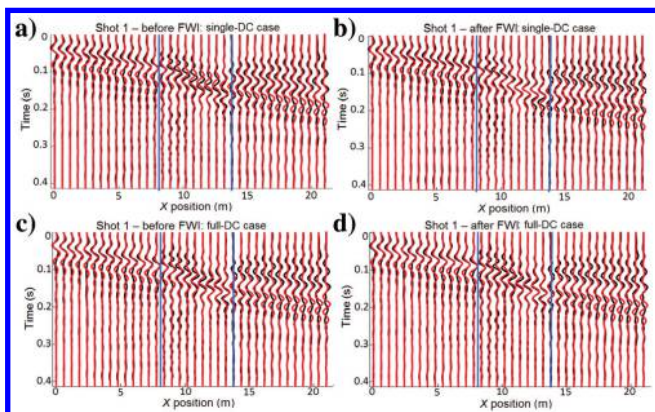 a) Shot 1 – before FWI: single-DC case
0
0.1
0.2
0.3
0.4
Time (s)
0 5 10 15 20
X position (m)
b) Shot 1 – after FWI: single-DC case
0
0.1
0.2
0.3
0.4
0 5 10 15 20
X position (m)
c) Shot 1 – before FWI: full-DC case
0
0.1
0.2
0.3
0.4
Time (s)
0 5 10 15 20
X position (m)
d) Shot 1 – after FWI: full-DC case
0
0.1
0.2
0.3
0.4
0 5 10 15 20
X position (m)